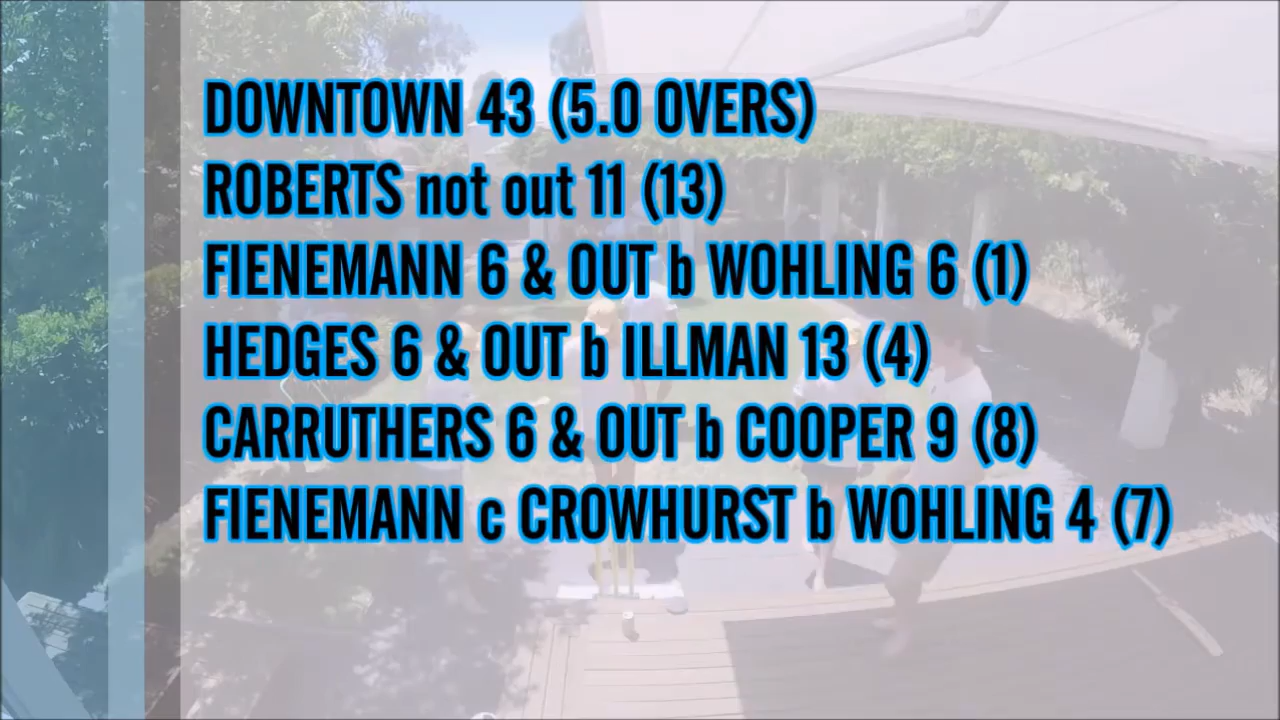 DOWNTOWN 43 (5.0 OVERS)
ROBERTS not out 11 (13)
FIENEMANN 6 & OUT b WOHLING 6 (1)
HEDGES 6 & OUT b ILLMAN 13 (4)
CARRUTHERS 6 & OUT b COOPER 9 (8)
FIENEMANN c CROWHURST b WOHLING 4 (7)